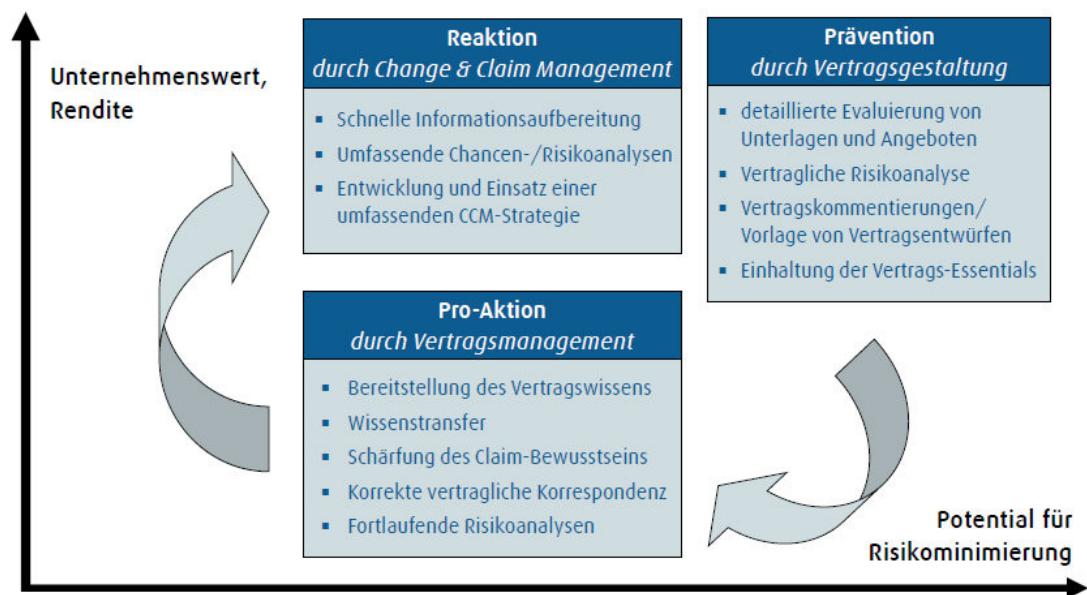 Unternehmenswert,
Rendite
Reaktion
durch Change & Claim Management
▪ Schnelle Informationsaufbereitung
▪ Umfassende Chancen-/Risikoanalysen
▪ Entwicklung und Einsatz einer
umfassenden CCM-Strategie
Prävention
durch Vertragsgestaltung
▪ detaillierte Evaluierung von
Unterlagen und Angeboten
▪ Vertragliche Risikoanalyse
▪ Vertragskommentierungen/
Vorlage von Vertragsentwürfen
▪ Einhaltung der Vertrags-Essentials
Pro-Aktion
durch Vertragsmanagement
▪ Bereitstellung des Vertragswissens
▪ Wissenstransfer
▪ Schärfung des Claim-Bewusstseins
▪ Korrekte vertragliche Korrespondenz
▪ Fortlaufende Risikoanalysen
Potential für
Risikominimierung